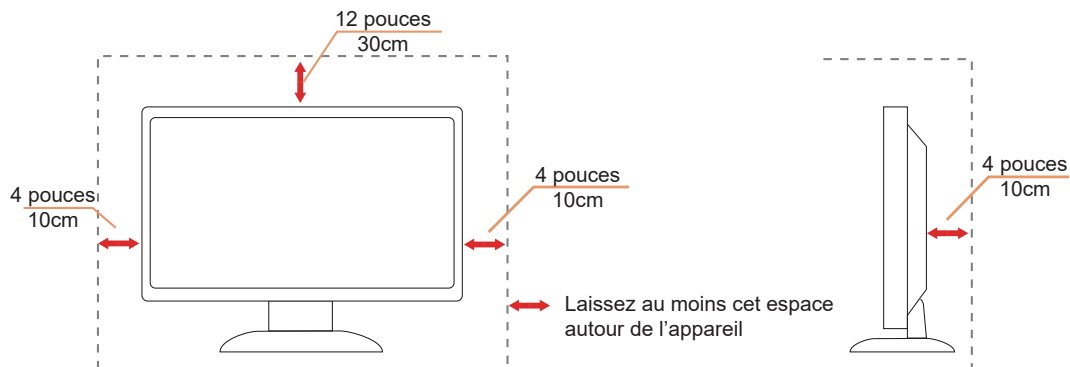 12 pouces
30cm
4 pouces
10cm
4 pouces
10cm
4 pouces
10cm
Laissez au moins cet espace
autour de l’appareil